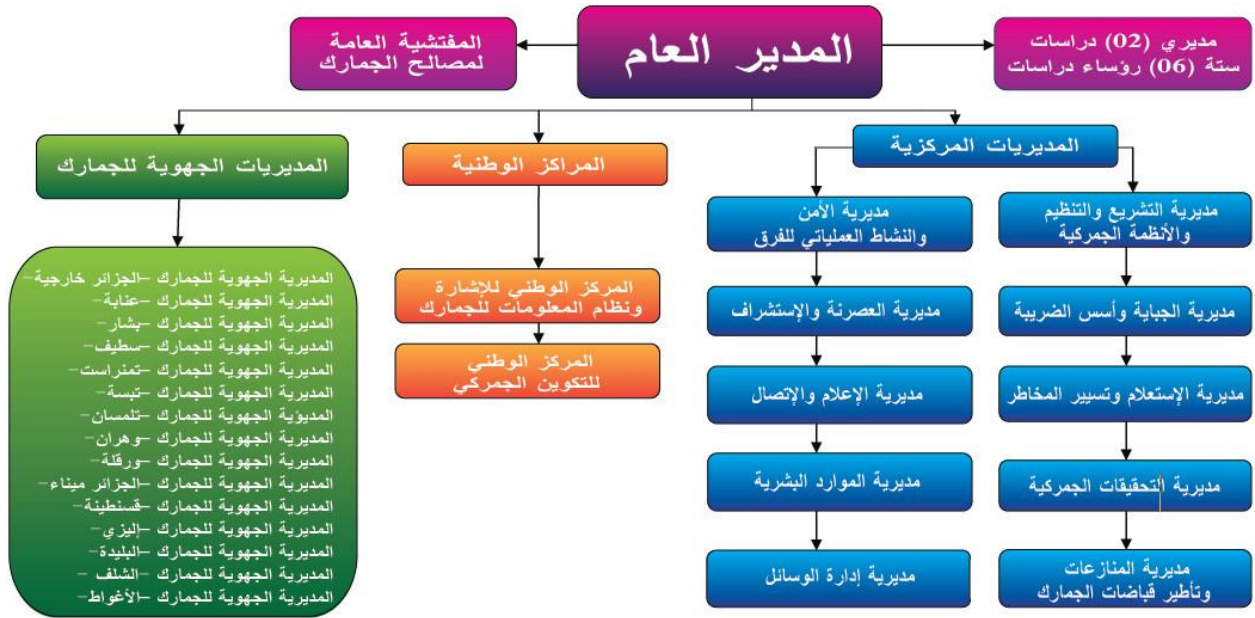 المدير العام
مديري (02) دراسات
ستة (06) رؤساء دراسات
المفتشية العامة
لمصالح الجمارك
المديريات المركزية
مديرية التشريع والتنظيم
والأنظمة الجمركية
مديرية الجباية وأسس الضريبة
مديرية الإستعلام وتسيير المخاطر
مديرية التحقيقات الجمركية
مديرية المنازعات
وتأطير قباضات الجمارك
مديرية الأمن
والنشاط العملياتي للفرق
مديرية العصرنة والإستشراف
مديرية الإعلام والإتصال
مديرية الموارد البشرية
مديرية إدارة الوسائل
المراكز الوطنية
المركز الوطني للإشارة
ونظام المعلومات للجمارك
المركز الوطني
للتكوين الجمركي
المديريات الجهوية للجمارك
المديرية الجهوية للجمارك –الجزائر خارجية–
المديرية الجهوية للجمارك –عنابة–
المديرية الجهوية للجمارك –بشار–
المديرية الجهوية للجمارك –سطيف–
المديرية الجهوية للجمارك –تمنراست–
المديرية الجهوية للجمارك –تبسة–
المديؤية الجهوية للجمارك –تلمسان–
المديرية الجهوية للجمارك –وهران–
المديرية الجهوية للجمارك –ورقلة–
المديرية الجهوية للجمارك –الجزائر ميناء–
المديرية الجهوية للجمارك –قسنطينة–
المديرية الجهوية للجمارك –إليزي–
المديرية الجهوية للجمارك –البليدة–
المديرية الجهوية للجمارك –الشلف–
المديرية الجهوية للجمارك –الأغواط–